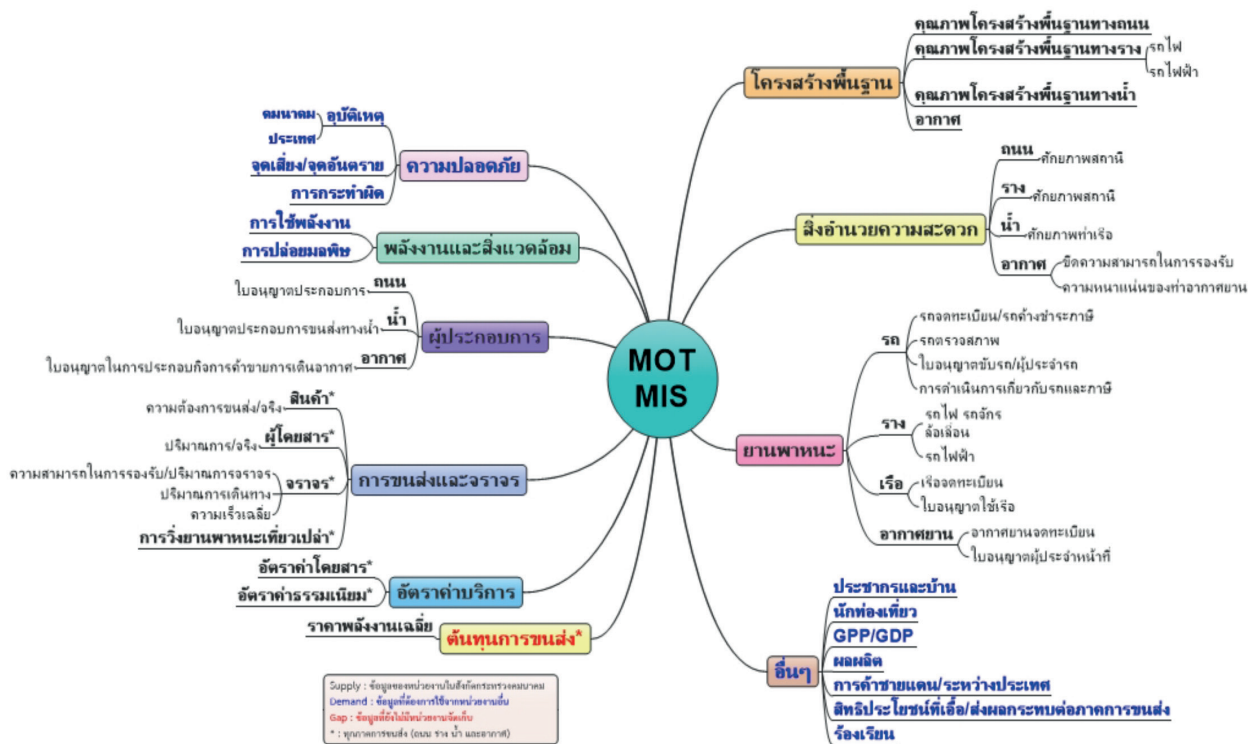 MOT
MIS
โครงสร้างพื้นฐาน
คุณภาพโครงสร้างพื้นฐานทางถนน
คุณภาพโครงสร้างพื้นฐานทางราง
รถไฟ
รถไฟฟ้า
คุณภาพโครงสร้างพื้นฐานทางน้ำ
อากาศ
สิ่งอำนวยความสะดวก
ถนน
ศักยภาพสถานี
ราง
ศักยภาพสถานี
น้ำ
ศักยภาพท่าเรือ
อากาศ
ขีดความสามารถในการรองรับ
ความหนาแน่นของท่าอากาศยาน
ยานพาหนะ
รถ
รถจดทะเบียน/รถค้างชำระภาษี
รถตรวจสภาพ
ใบอนุญาตขับรถ/ผู้ประจำรถ
การดำเนินการเกี่ยวกับรถและภาษี
ราง
รถไฟ รถจักร
ล้อเลื่อน
รถไฟฟ้า
เรือ
เรือจดทะเบียน
ใบอนุญาตใช้เรือ
อากาศยาน
อากาศยานจดทะเบียน
ใบอนุญาตผู้ประจำหน้าที่
อื่นๆ
ประชากรและบ้าน
นักท่องเที่ยว
GPP/GDP
ผลผลิต
การค้าชายแดน/ระหว่างประเทศ
สิทธิประโยชน์ที่เอื้อ/ส่งผลกระทบต่อภาคการขนส่ง
ร้องเรียน
ความปลอดภัย
อุบัติเหตุ
คมนาคม
ประเทศ
จุดเสี่ยง/จุดอันตราย
การกระทำผิด
พลังงานและสิ่งแวดล้อม
การใช้พลังงาน
การปล่อยมลพิษ
ผู้ประกอบการ
ถนน
ใบอนุญาตประกอบการ
น้ำ
ใบอนุญาตประกอบการขนส่งทางน้ำ
อากาศ
ใบอนุญาตในการประกอบกิจการค้าขายการเดินอากาศ
การขนส่งและจราจร
สินค้า*
ความต้องการขนส่ง/จริง
ผู้โดยสาร*
ปริมาณการ/จริง
จราจร*
ความสามารถในการรองรับ/ปริมาณการจราจร
ปริมาณการเดินทาง
ความเร็วเฉลี่ย
การวิ่งยานพาหนะเที่ยวเปล่า*
อัตราค่าบริการ
อัตราค่าโดยสาร*
อัตราค่าธรรมเนียม*
ต้นทุนการขนส่ง*
ราคาพลังงานเฉลี่ย
Supply : ข้อมูลของหน่วยงานในสังกัดกระทรวงคมนาคม
Demand : ข้อมูลที่ต้องการใช้จากหน่วยงานอื่น
Gap : ข้อมูลที่ยังไม่มีหน่วยงานจัดเก็บ
* : ทุกภาคการขนส่ง (ถนน ราง น้ำ และอากาศ)